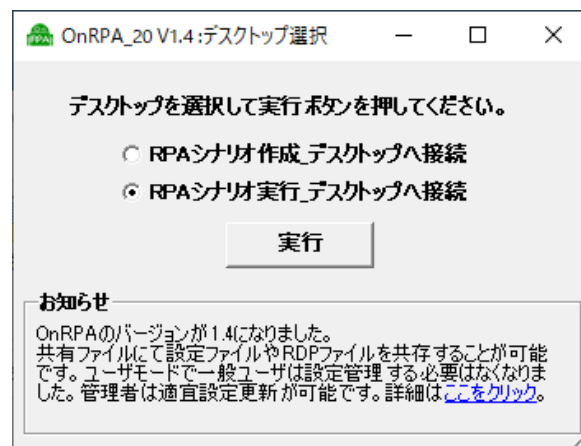 OnRPA_20 V1.4 :デスクトップ選択
デスクトップを選択して実行ボタンを押してください。
RPAシナリオ作成_デスクトップへ接続
RPAシナリオ実行_デスクトップへ接続
実行
お知らせ
OnRPAのバージョンが1.4になりました。
共有ファイルにて設定ファイルやRDPファイルを共存することが可能
です。ユーザモードで一般ユーザは設定管理する必要はなくなりま
した。管理者は適宜設定更新が可能です。詳細はここをクリック。